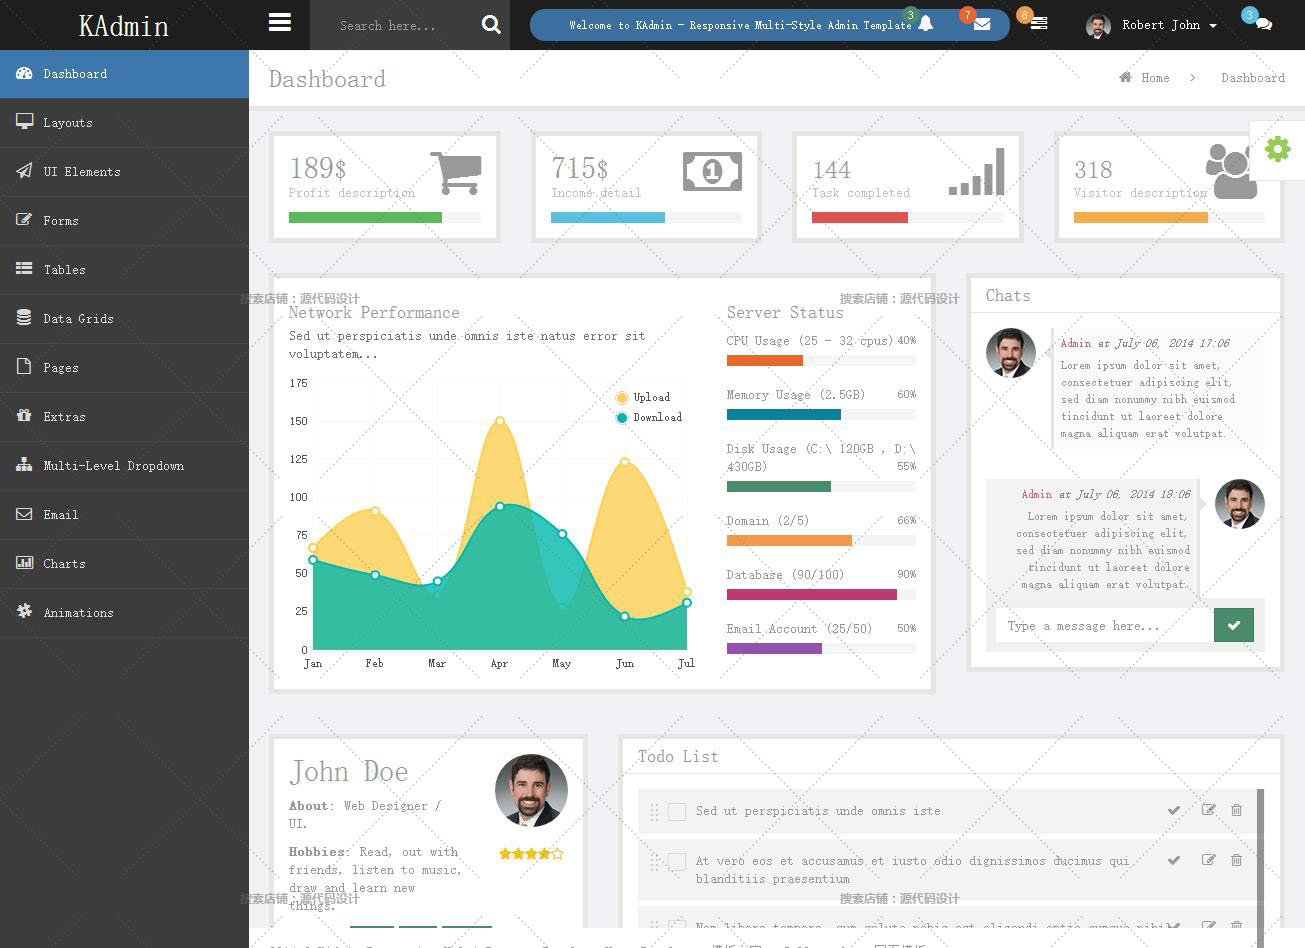 KAdmin
Search here...
Welcome to KAdmin - Responsive Multi-Style Admin Template
3
7
8
Robert John
3
Dashboard
Layouts
UI Elements
Forms
Tables
Data Grids
Pages
Extras
Multi-Level Dropdown
Email
Charts
Animations
Dashboard
Home > Dashboard
189$
Profit description
715$
Income detail
1
144
Task completed
318
Visitor description
搜索店铺：源代码设计
搜索店铺：源代码设计
Network Performance
Sed ut perspiciatis unde omnis iste natus error sit
voluptatem...
175
150
125
100
75
50
25
0
Jan Feb Mar Apr May Jun Jul
Upload
Download
Server Status
CPU Usage (25 - 32 cpus) 40%
Memory Usage (2.5GB) 60%
Disk Usage (C:\ 120GB , D:\
430GB) 55%
Domain (2/5) 66%
Database (90/100) 90%
Email Account (25/50) 50%
Chats
Admin at July 06, 2014 17:06
Lorem ipsum dolor sit amet,
consectetuer adipiscing elit,
sed diam nonummy nibh euismod
tincidunt ut laoreet dolore
magna aliquam erat volutpat.
Admin at July 06, 2014 18:06
Lorem ipsum dolor sit amet,
consectetuer adipiscing elit,
sed diam nonummy nibh euismod
tincidunt ut laoreet dolore
magna aliquam erat volutpat.
Type a message here...
John Doe
About: Web Designer /
UI.
Hobbies: Read, out with
friends, listen to music,
draw and learn new
things.
搜索店铺：源代码设计
Todo List
Sed ut perspiciatis unde omnis iste
At vero eos et accusamus et iusto odio dignissimos ducimus qui
blanditiis praesentium
搜索店铺：源代码设计
Nam libero tempore, cum soluta nobis est eligendi optio cumque nihil